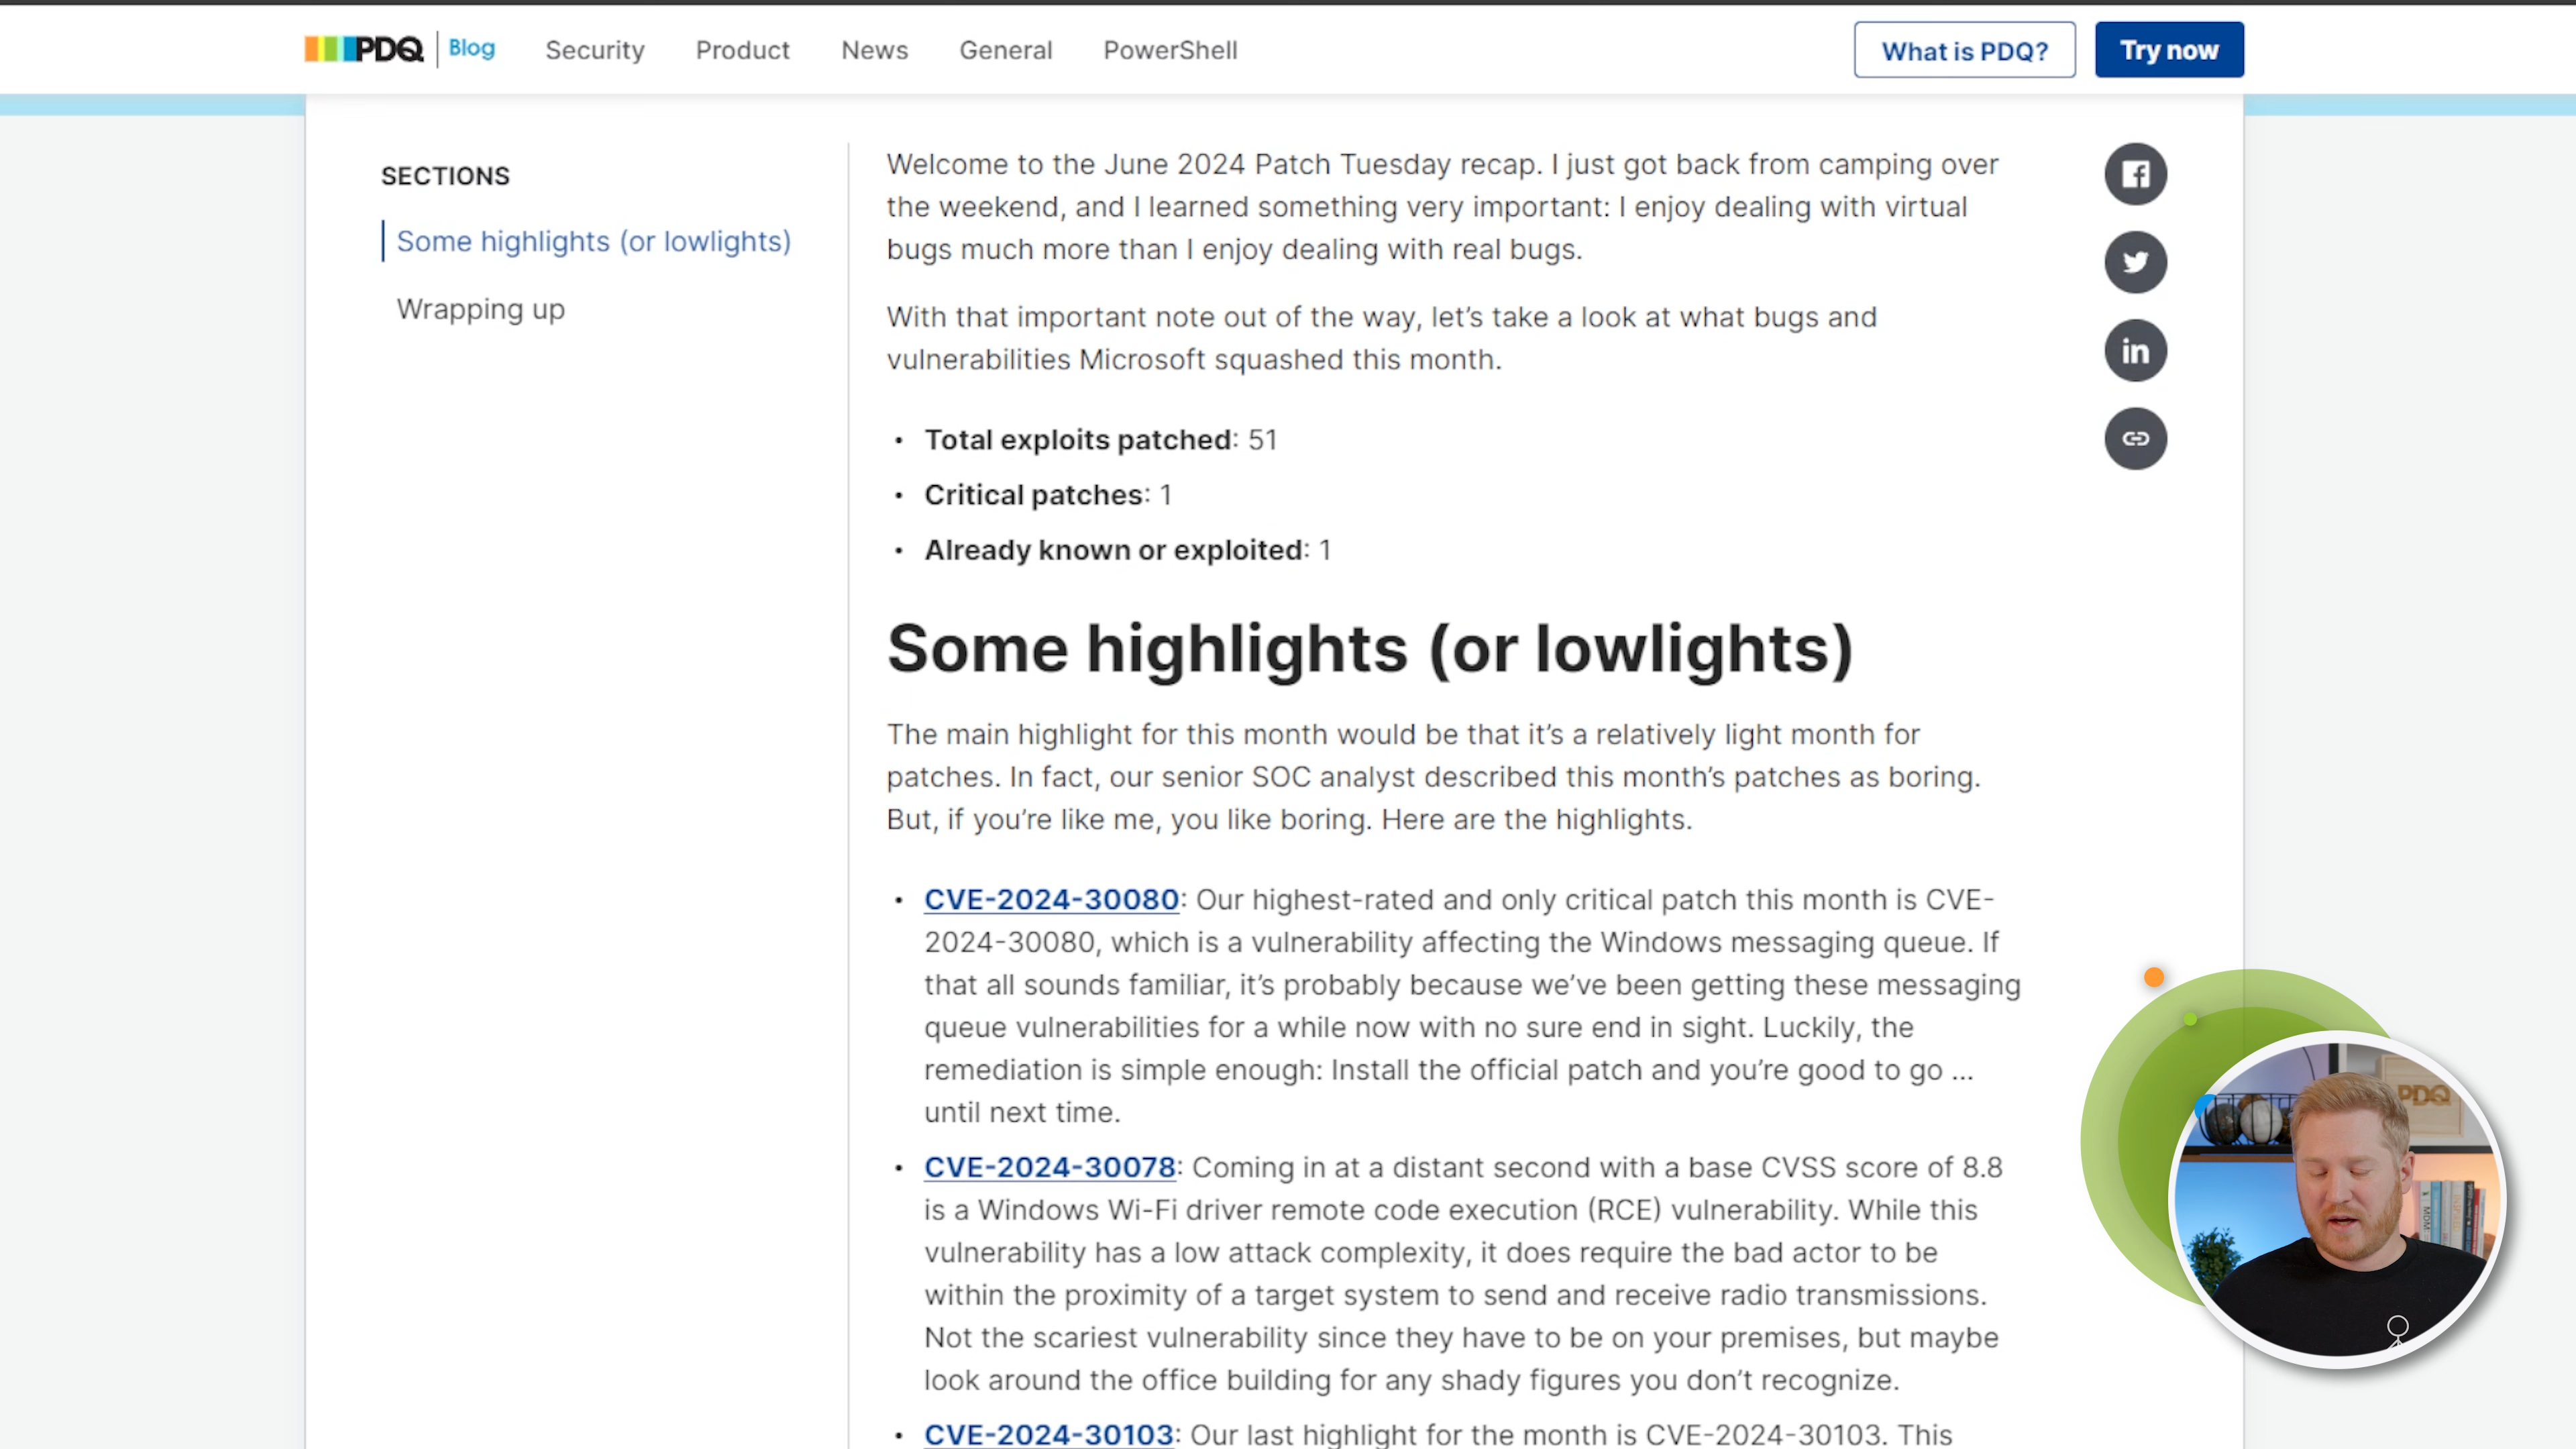 PDQ Blog Security Product News General PowerShell What is PDQ? Try now
SECTIONS
Some highlights (or lowlights)
Wrapping up
Welcome to the June 2024 Patch Tuesday recap. I just got back from camping over
the weekend, and I learned something very important: I enjoy dealing with virtual
bugs much more than I enjoy dealing with real bugs.
With that important note out of the way, let’s take a look at what bugs and
vulnerabilities Microsoft squashed this month.
• Total exploits patched: 51
• Critical patches: 1
• Already known or exploited: 1
Some highlights (or lowlights)
The main highlight for this month would be that it’s a relatively light month for
patches. In fact, our senior SOC analyst described this month’s patches as boring.
But, if you’re like me, you like boring. Here are the highlights.
• CVE-2024-30080: Our highest-rated and only critical patch this month is CVE-
2024-30080, which is a vulnerability affecting the Windows messaging queue. If
that all sounds familiar, it’s probably because we’ve been getting these messaging
queue vulnerabilities for a while now with no sure end in sight. Luckily, the
remediation is simple enough: Install the official patch and you’re good to go ...
until next time.
• CVE-2024-30078: Coming in at a distant second with a base CVSS score of 8.8
is a Windows Wi-Fi driver remote code execution (RCE) vulnerability. While this
vulnerability has a low attack complexity, it does require the bad actor to be
within the proximity of a target system to send and receive radio transmissions.
Not the scariest vulnerability since they have to be on your premises, but maybe
look around the office building for any shady figures you don’t recognize.
• CVE-2024-30103: Our last highlight for the month is CVE-2024-30103. This
PDQ